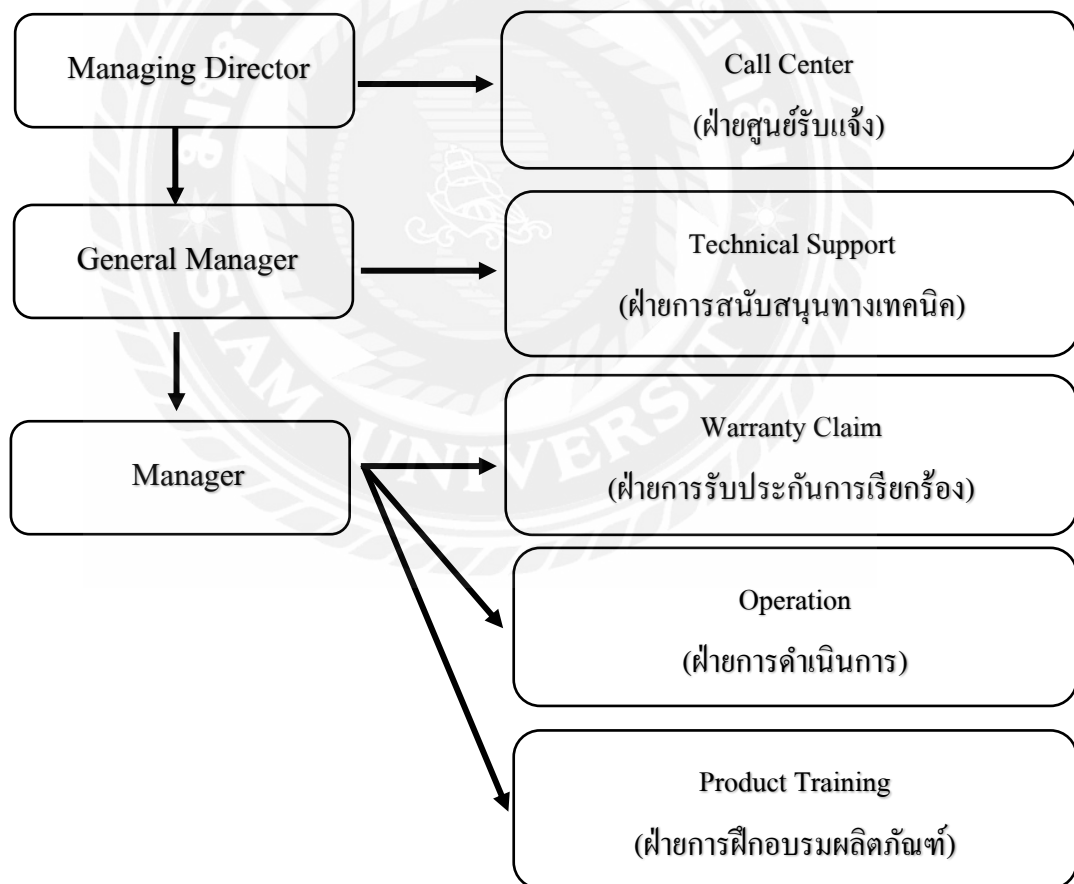 Managing Director
Call Center
(ฝ่ายศูนย์รับแจ้ง)
General Manager
Technical Support
(ฝ่ายการสนับสนุนทางเทคนิค)
Manager
Warranty Claim
(ฝ่ายการรับประกันการเรียกร้อง)
Operation
(ฝ่ายการดำเนินการ)
Product Training
(ฝ่ายการฝึกอบรมผลิตภัณฑ์)
SIAM UNIVERSIT